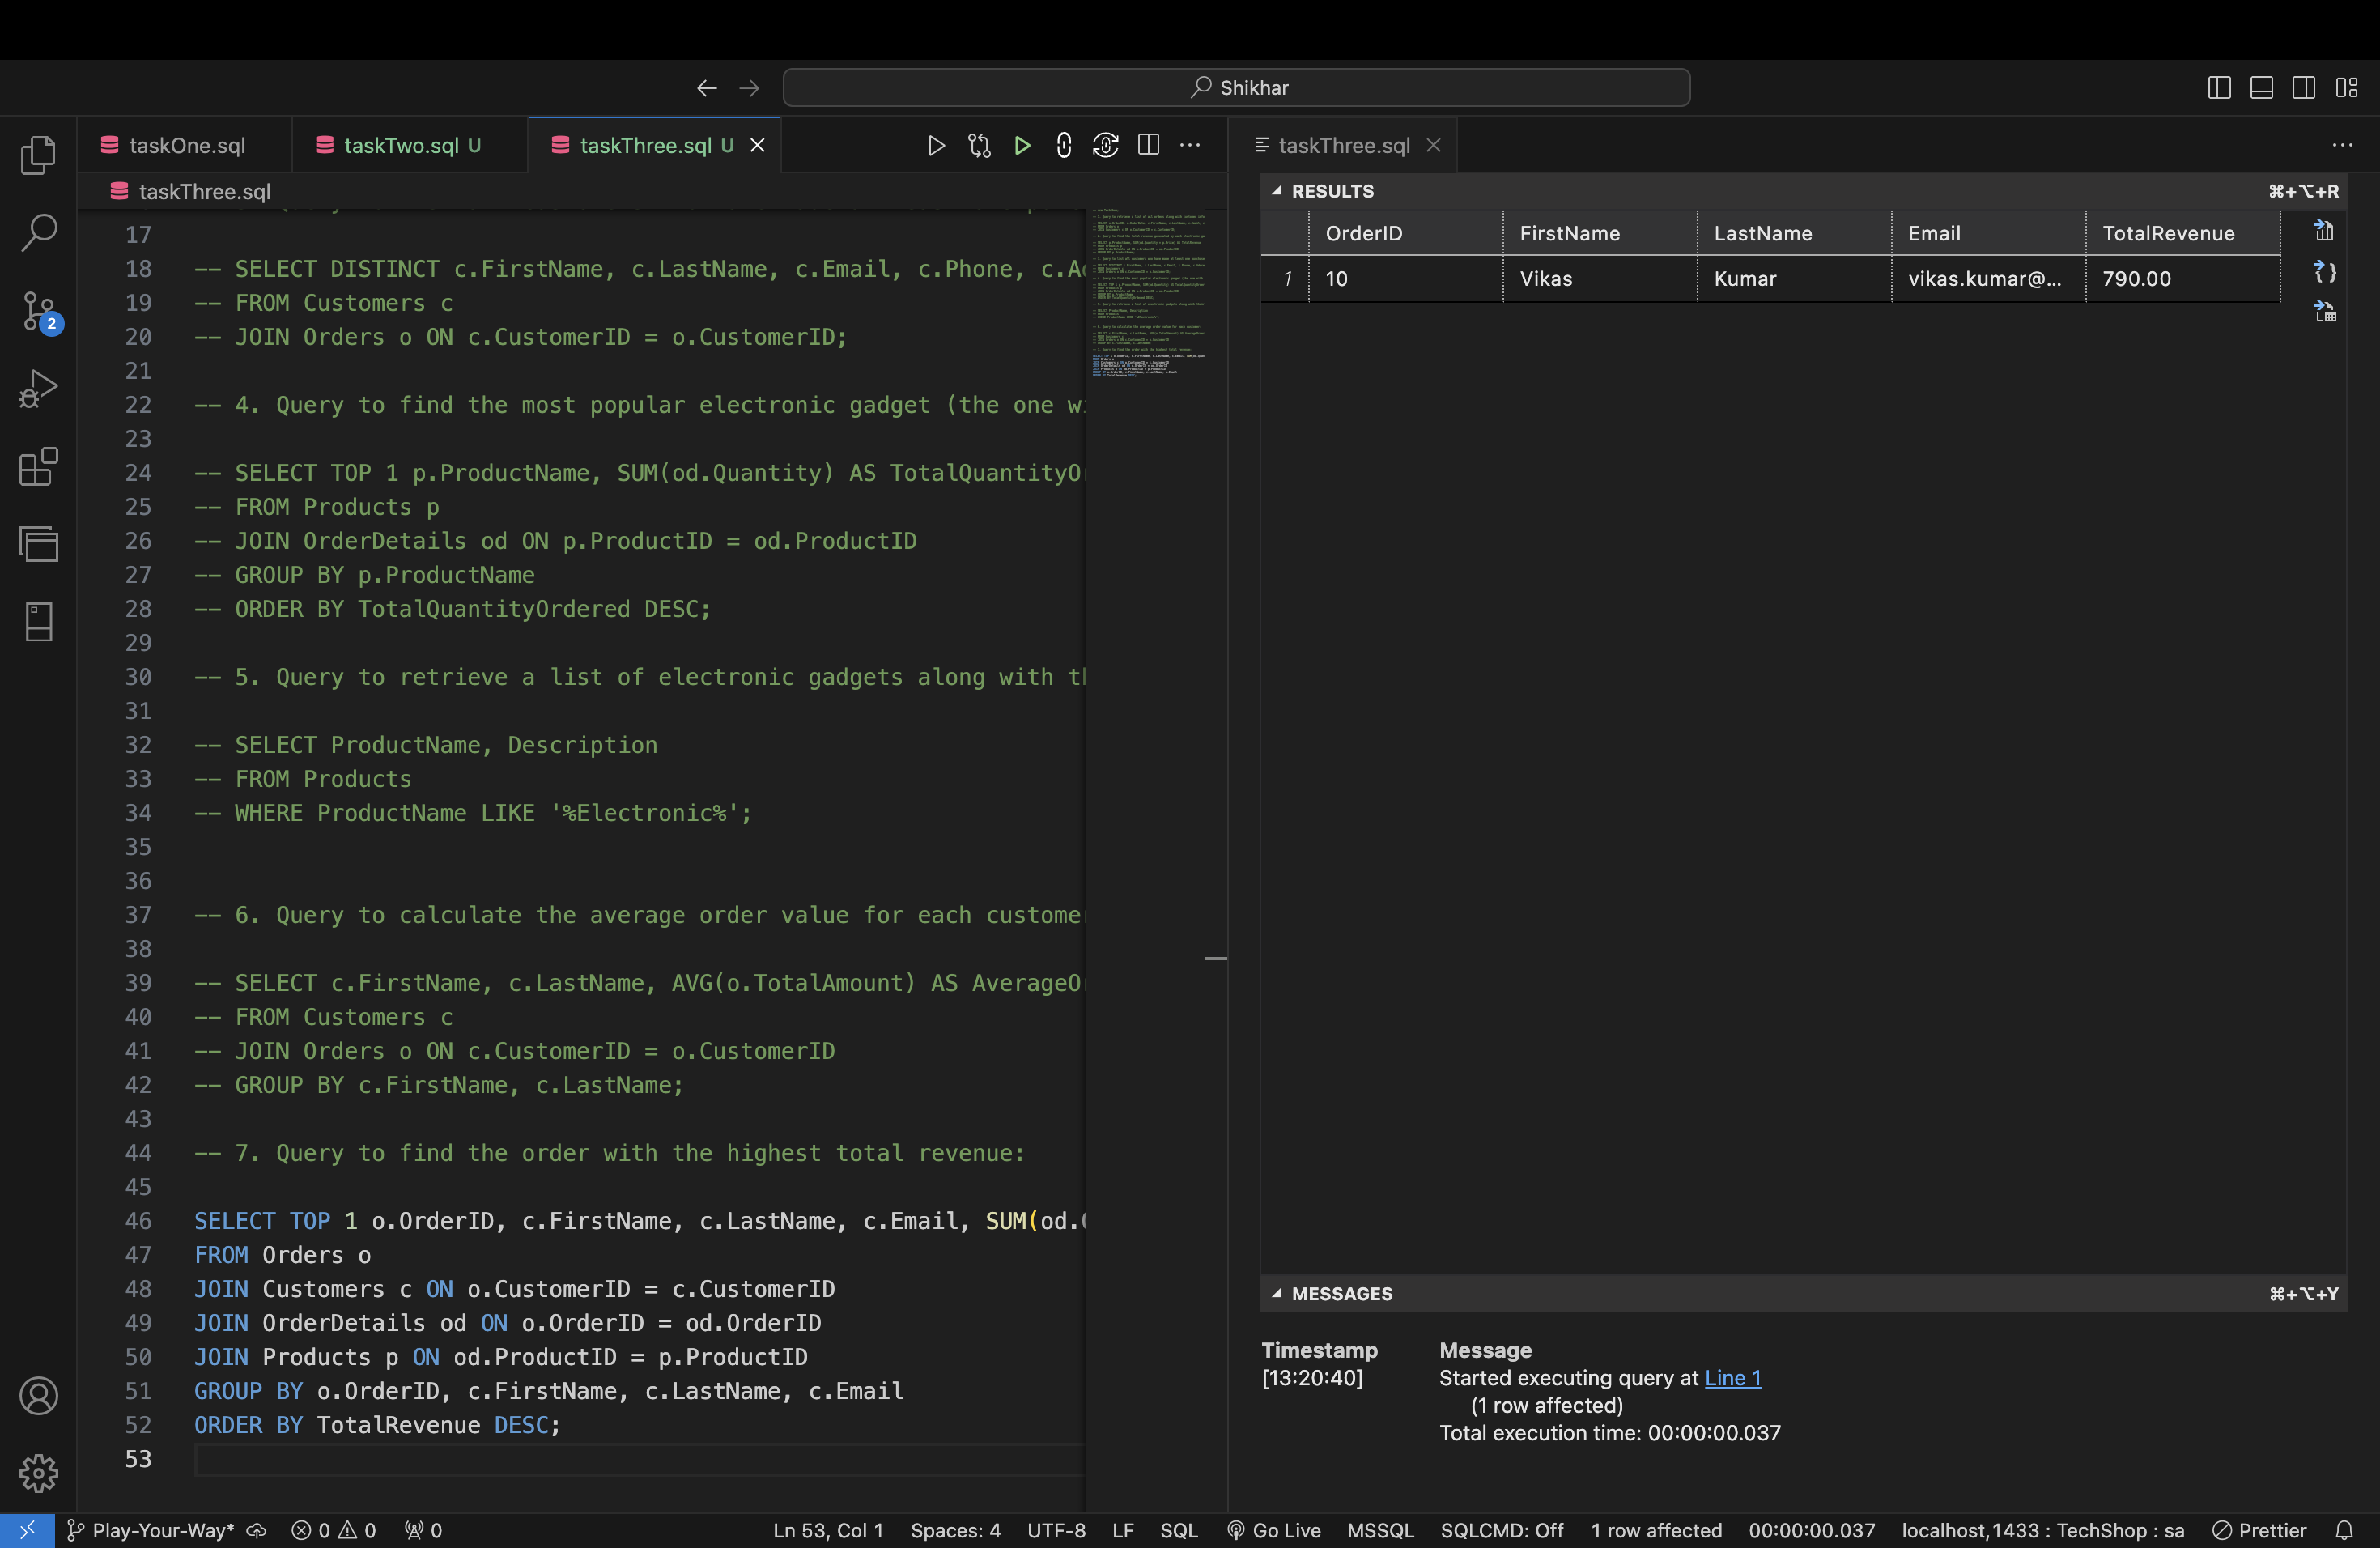 Shikhar
taskOne.sql
taskTwo.sql U
taskThree.sql U
taskThree.sql
taskThree.sql
2
17
18 -- SELECT DISTINCT c.FirstName, c.LastName, c.Email, c.Phone, c.Ad
19 -- FROM Customers c
20 -- JOIN Orders o ON c.CustomerID = o.CustomerID;
21
22 -- 4. Query to find the most popular electronic gadget (the one wi
23
24 -- SELECT TOP 1 p.ProductName, SUM(od.Quantity) AS TotalQuantityOr
25 -- FROM Products p
26 -- JOIN OrderDetails od ON p.ProductID = od.ProductID
27 -- GROUP BY p.ProductName
28 -- ORDER BY TotalQuantityOrdered DESC;
29
30 -- 5. Query to retrieve a list of electronic gadgets along with th
31
32 -- SELECT ProductName, Description
33 -- FROM Products
34 -- WHERE ProductName LIKE '%Electronic%';
35
36
37 -- 6. Query to calculate the average order value for each customer
38
39 -- SELECT c.FirstName, c.LastName, AVG(o.TotalAmount) AS AverageOr
40 -- FROM Customers c
41 -- JOIN Orders o ON c.CustomerID = o.CustomerID
42 -- GROUP BY c.FirstName, c.LastName;
43
44 -- 7. Query to find the order with the highest total revenue:
45
46 SELECT TOP 1 o.OrderID, c.FirstName, c.LastName, c.Email, SUM(od.Q
47 FROM Orders o
48 JOIN Customers c ON o.CustomerID = c.CustomerID
49 JOIN OrderDetails od ON o.OrderID = od.OrderID
50 JOIN Products p ON od.ProductID = p.ProductID
51 GROUP BY o.OrderID, c.FirstName, c.LastName, c.Email
52 ORDER BY TotalRevenue DESC;
53
RESULTS ⌘+⌥+R
OrderID FirstName LastName Email TotalRevenue
1 10 Vikas Kumar vikas.kumar@... 790.00
MESSAGES ⌘+⌥+Y
Timestamp Message
[13:20:40] Started executing query at Line 1
(1 row affected)
Total execution time: 00:00:00.037
Play-Your-Way* 0 0 0 Ln 53, Col 1 Spaces: 4 UTF-8 LF SQL Go Live MSSQL SQLCMD: Off 1 row affected 00:00:00.037 localhost,1433 : TechShop : sa Prettier